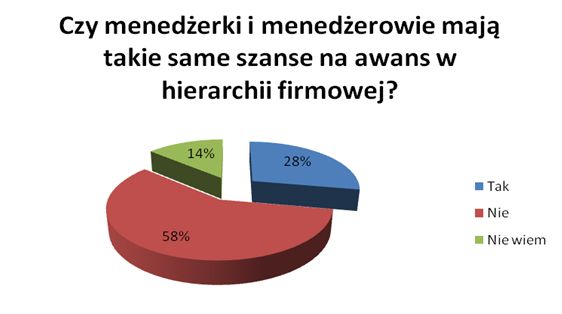 Czy menedżerki i menedżerowie mają
takie same szanse na awans w
hierarchii firmowej?
14%
28%
58%
Tak
Nie
Nie wiem